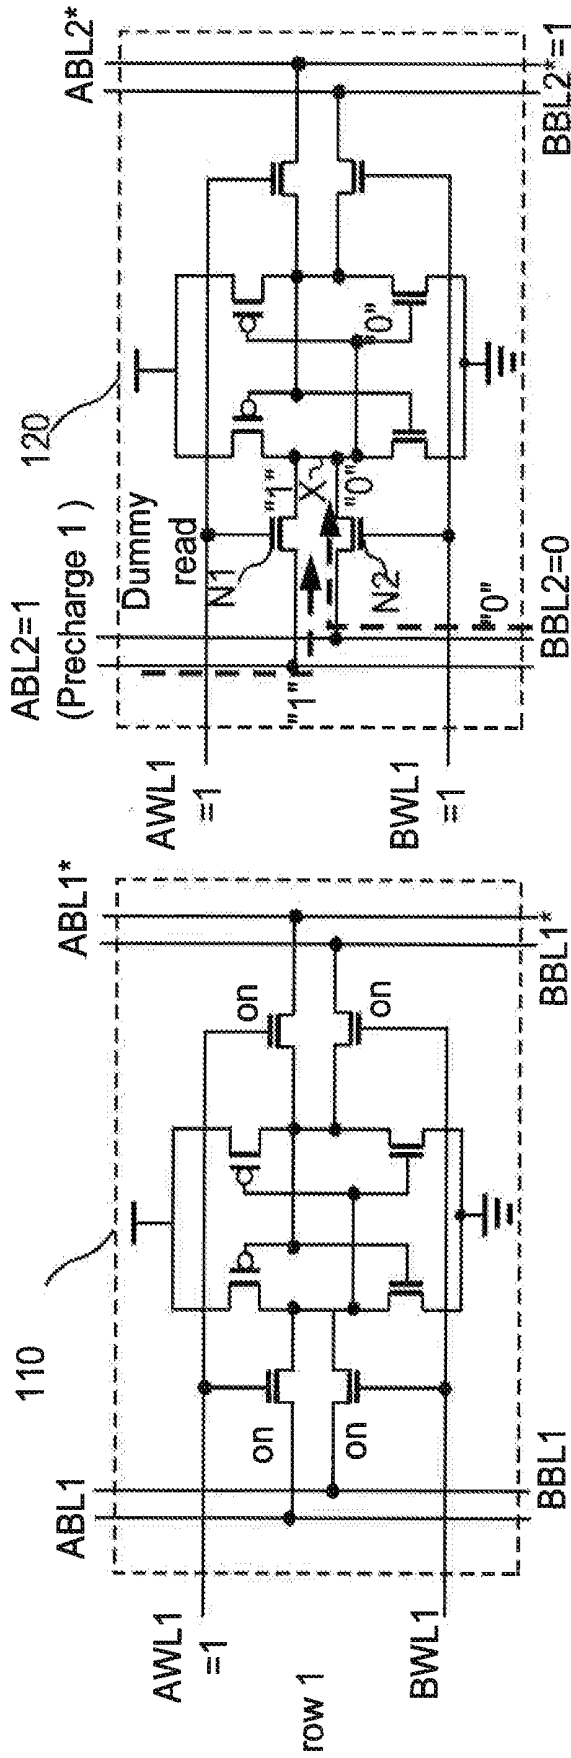 row 1
AWL1
=1
BWL1
ABL1
BBL1
110
on
on
on
on
ABL1*
BBL1*
AWL1
=1
BWL1
=1
ABL2=1
(Precharge 1 )
BBL2=0
120
Dummy
read
"1"
"0"
N1
N2
"1"
X
"0"
"0"
ABL2*
BBL2*=1